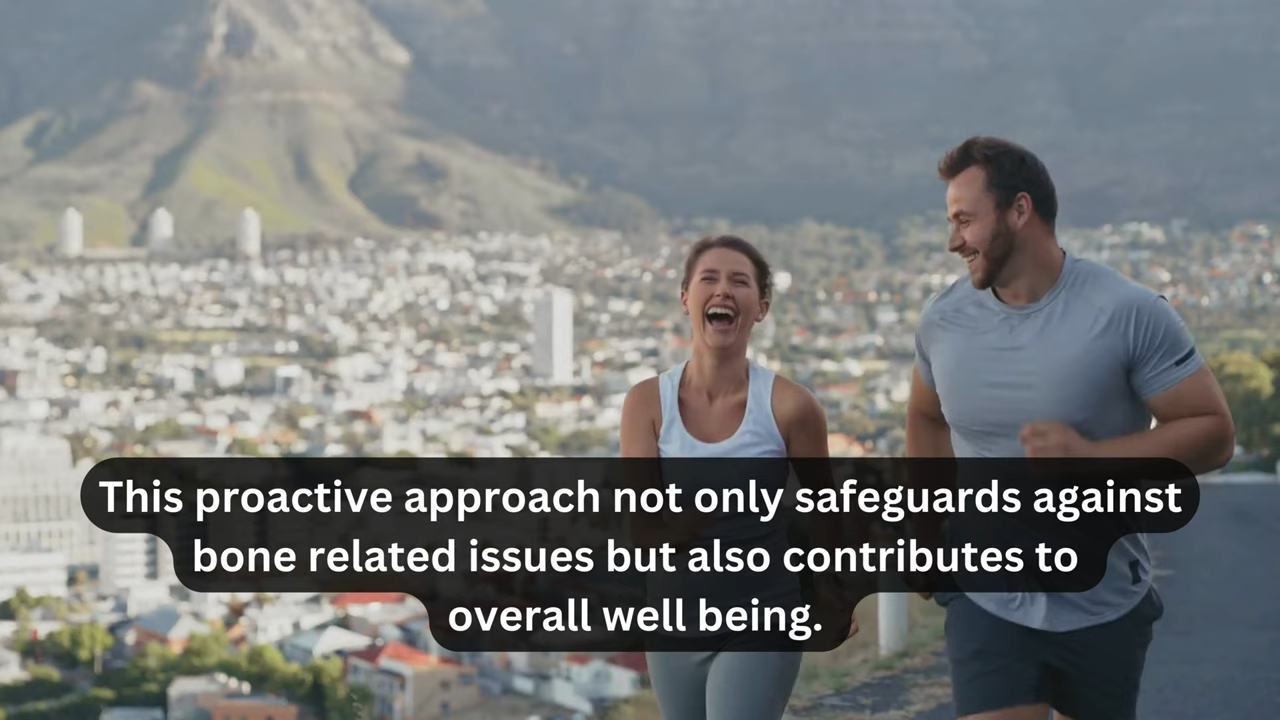 This proactive approach not only safeguards against
bone related issues but also contributes to
overall well being.